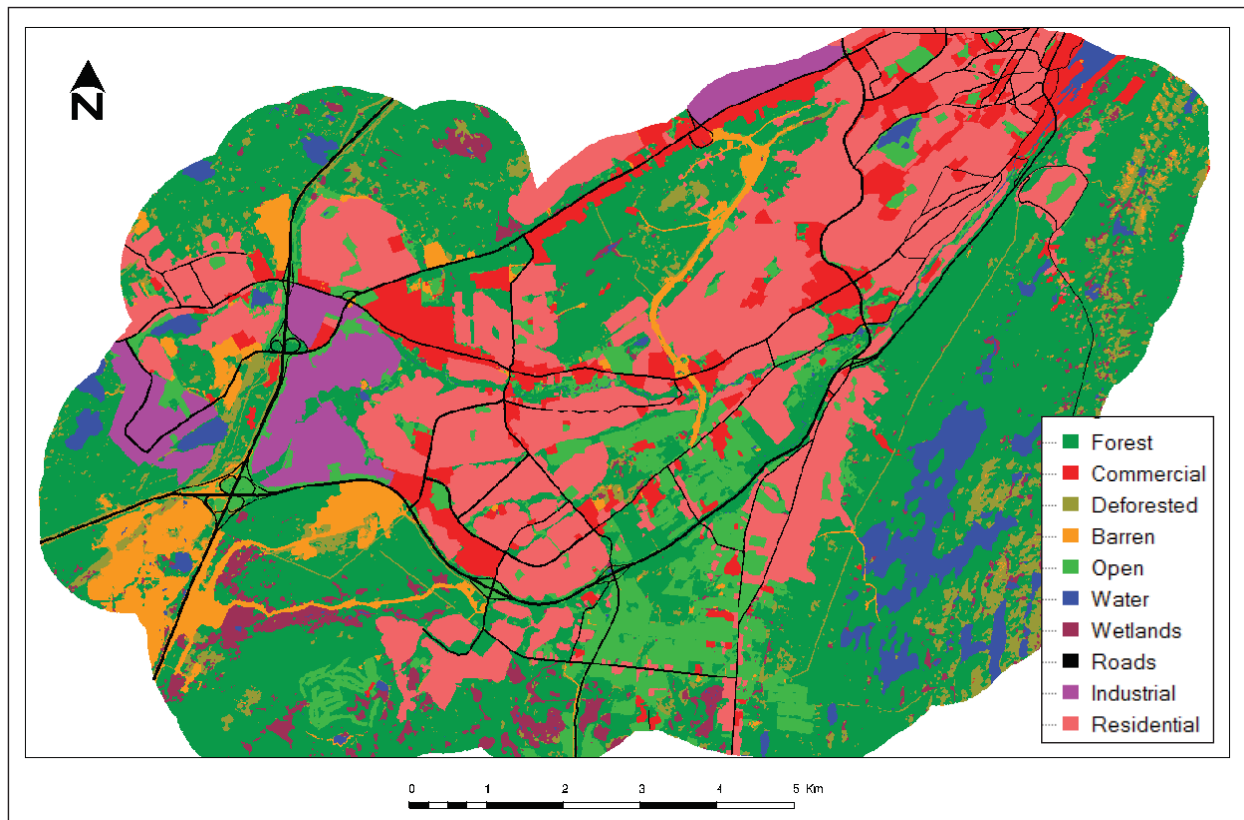 N
Forest
Commercial
Deforested
Barren
Open
Water
Wetlands
Roads
Industrial
Residential
0 1 2 3 4 5 Km